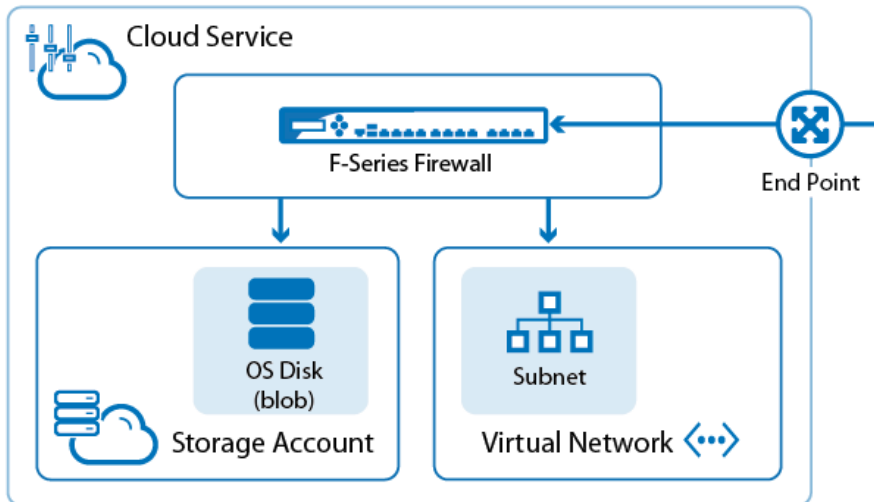 Cloud Service
F-Series Firewall
End Point
OS Disk
(blob)
Subnet
Storage Account
Virtual Network